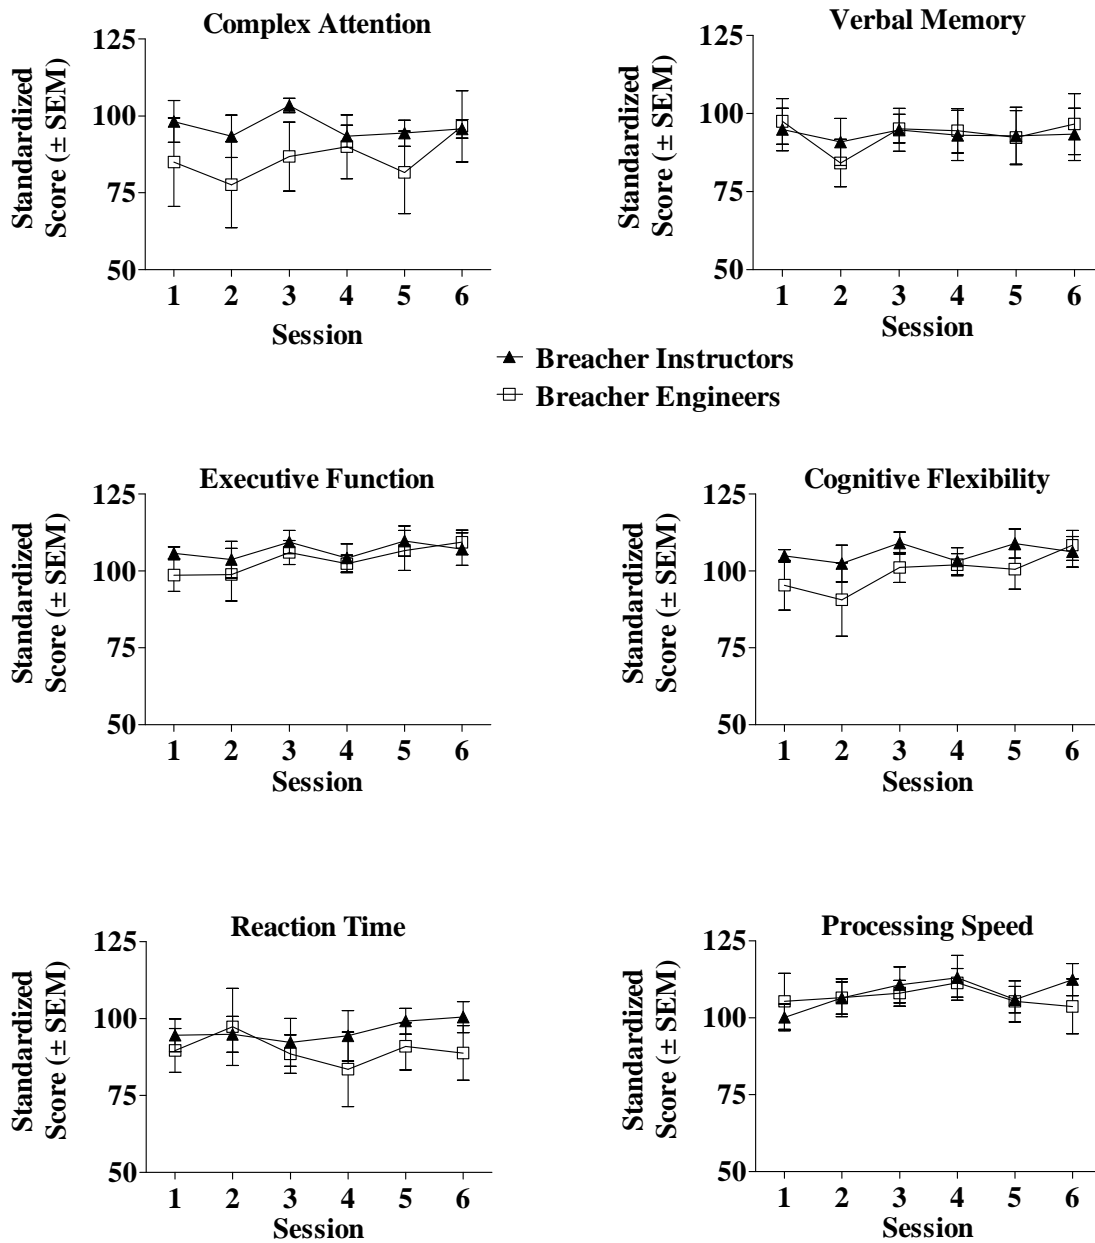 Complex Attention
125
100
75
50
Standardized
Score (± SEM)
1 2 3 4 5 6
Session
Verbal Memory
125
100
75
50
Standardized
Score (± SEM)
1 2 3 4 5 6
Session
Breacher Instructors
Breacher Engineers
Executive Function
125
100
75
50
Standardized
Score (± SEM)
1 2 3 4 5 6
Session
Cognitive Flexibility
125
100
75
50
Standardized
Score (± SEM)
1 2 3 4 5 6
Session
Reaction Time
125
100
75
50
Standardized
Score (± SEM)
1 2 3 4 5 6
Session
Processing Speed
125
100
75
50
Standardized
Score (± SEM)
1 2 3 4 5 6
Session